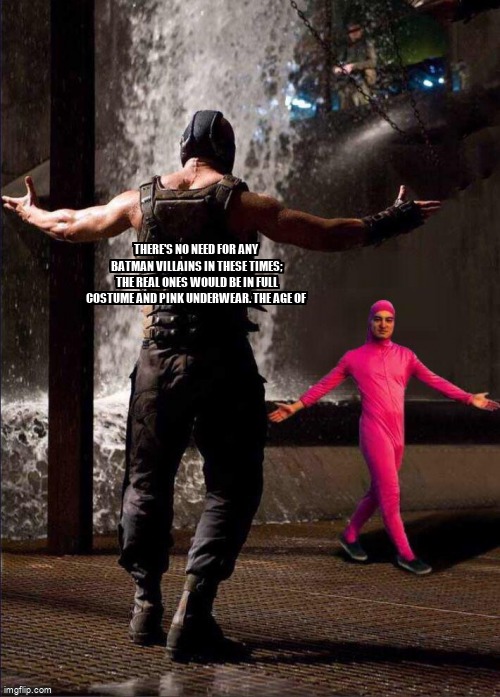 THERE'S NO NEED FOR ANY
BATMAN VILLAINS IN THESE TIMES;
THE REAL ONES WOULD BE IN FULL
COSTUME AND PINK UNDERWEAR. THE AGE OF
imgflip.com